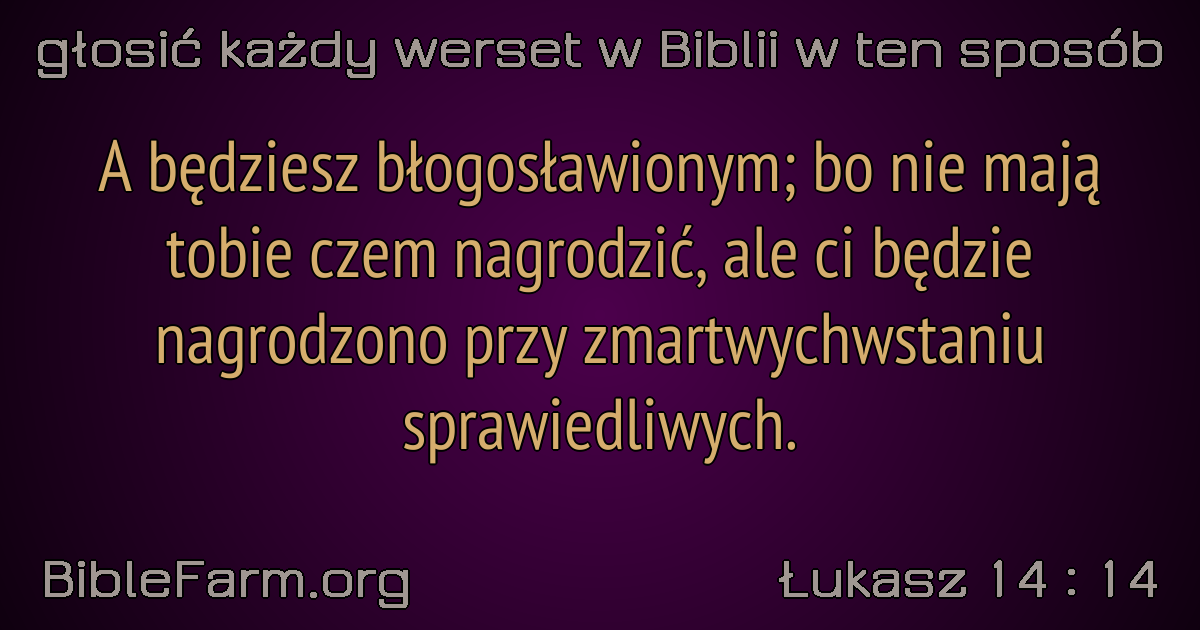 głosić każdy werset w Biblii w ten sposób
A będziesz błogosławionym; bo nie mają
tobie czem nagrodzić, ale ci będzie
nagrodzono przy zmartwychwstaniu
sprawiedliwych.
BibleFarm.org
Łukasz 14 : 14